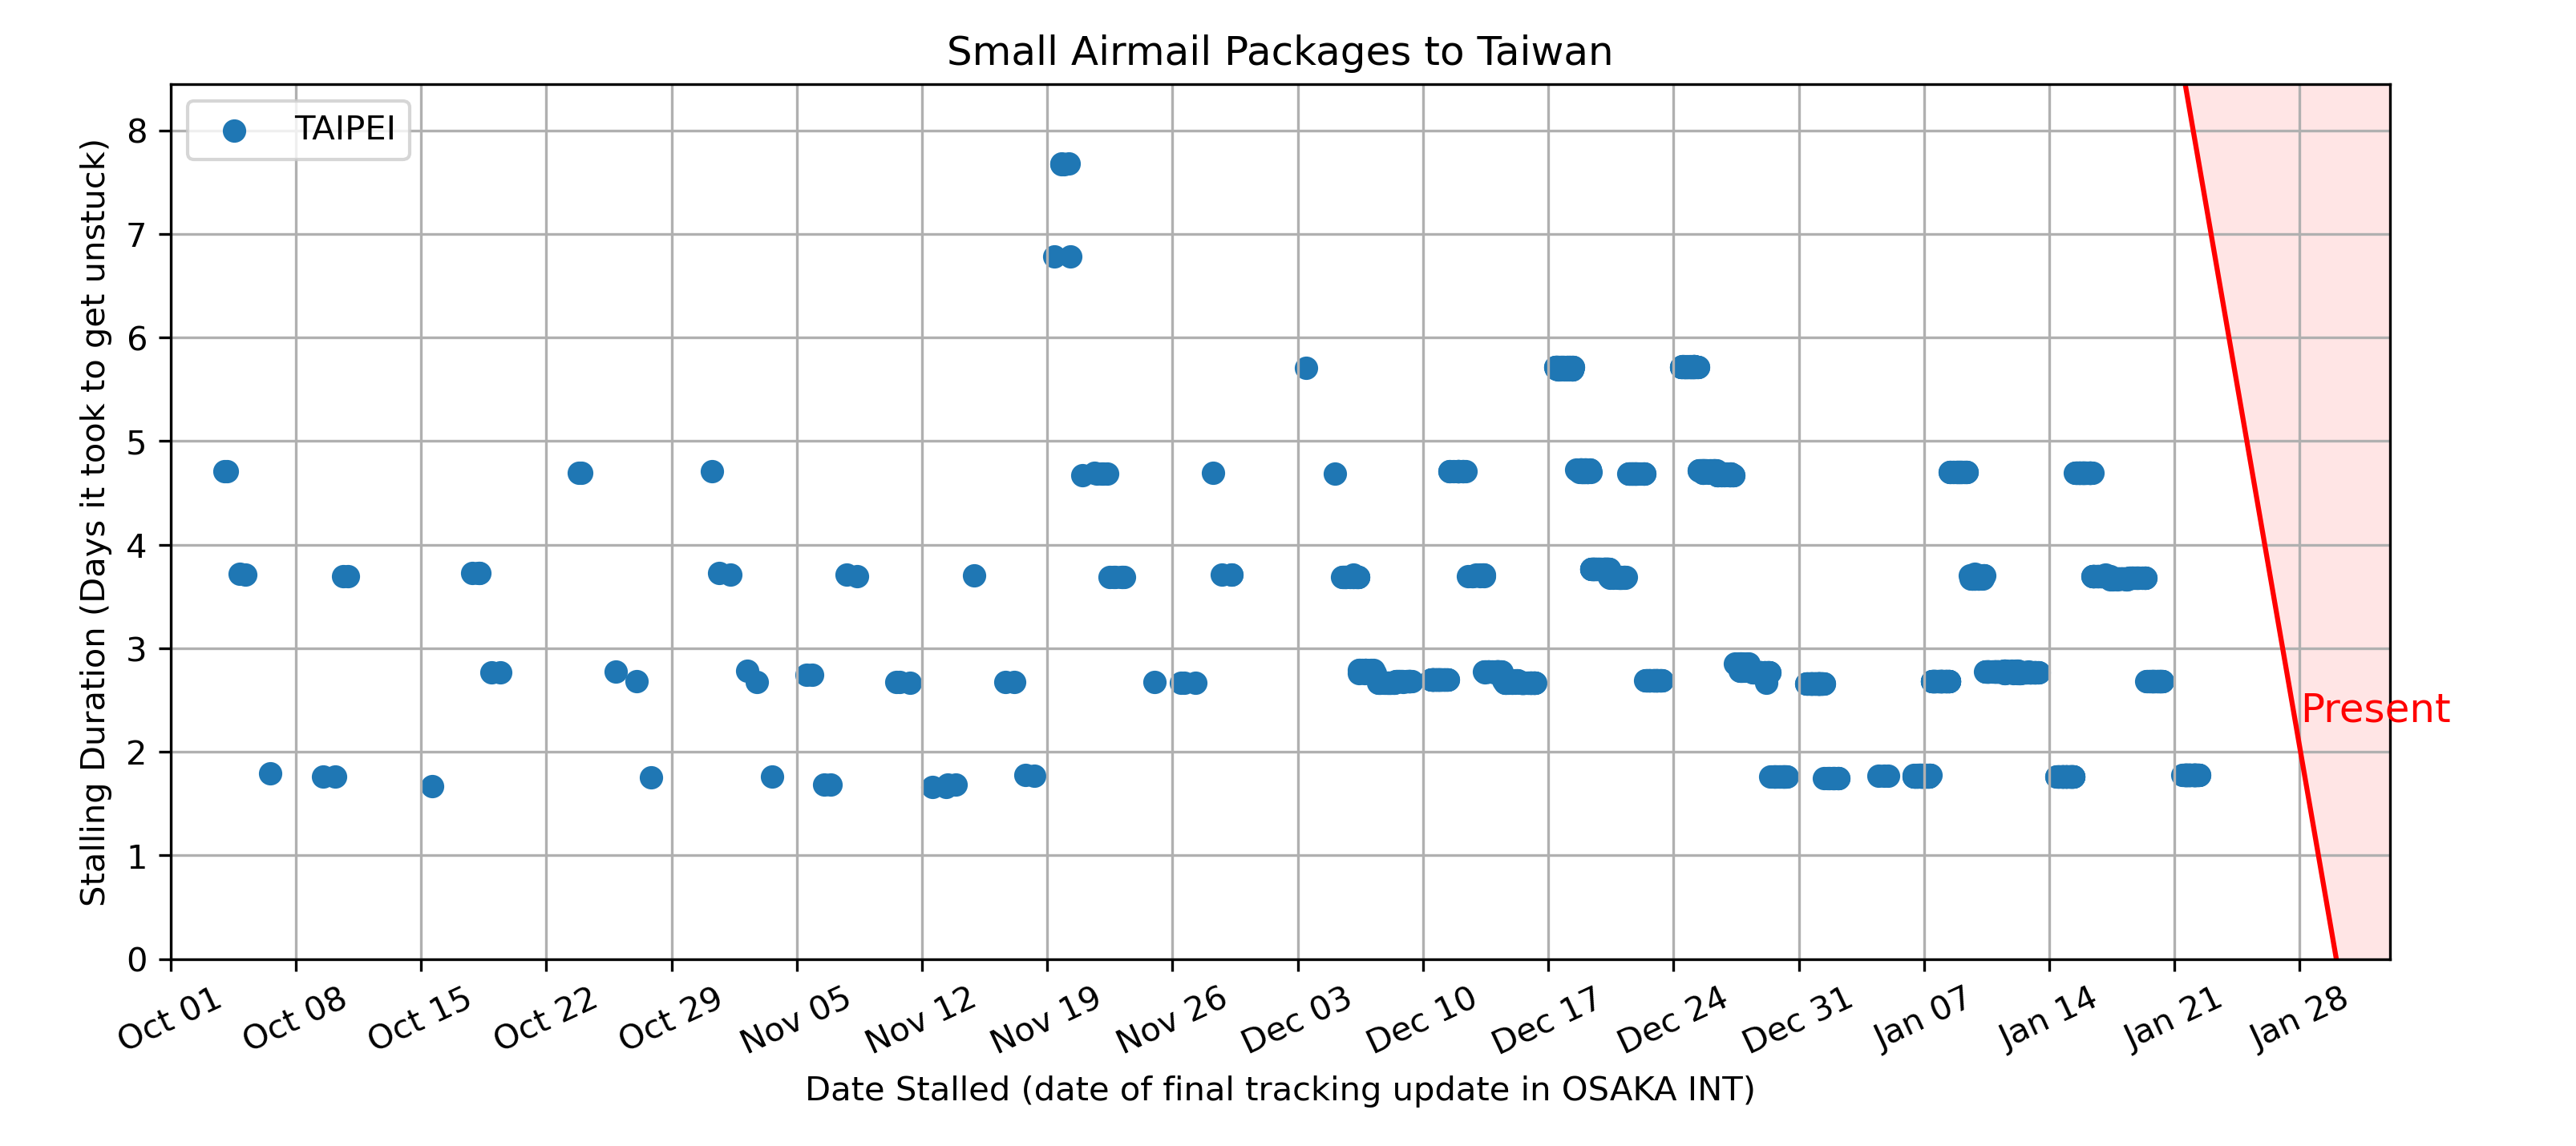 Small Airmail Packages to Taiwan
TAIPEI
Stalling Duration (Days it took to get unstuck)
8
7
6
5
4
3
2
1
0
Present
Oct 01
Oct 08
Oct 15
Oct 22
Oct 29
Nov 05
Nov 12
Nov 19
Nov 26
Dec 03
Dec 10
Dec 17
Dec 24
Dec 31
Jan 07
Jan 14
Jan 21
Jan 28
Date Stalled (date of final tracking update in OSAKA INT)